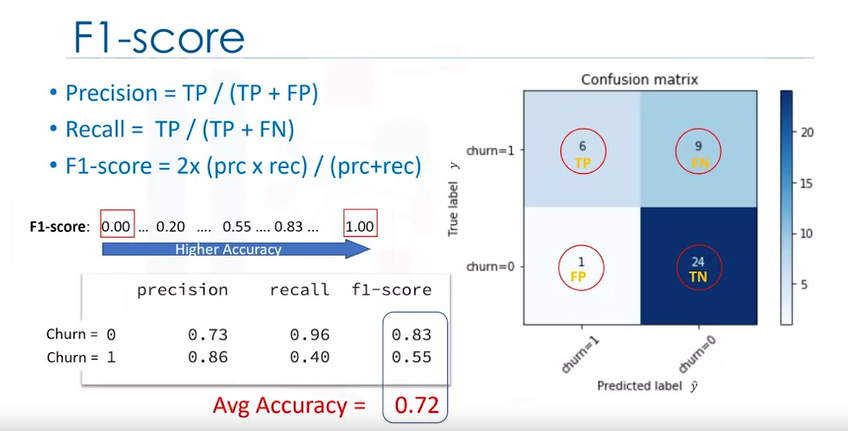 F1-score
• Precision = TP / (TP + FP)
• Recall = TP / (TP + FN)
• F1-score = 2x (prc x rec) / (prc+rec)
F1-score: 0.00 ... 0.20 .... 0.55 .... 0.83 ... 1.00
Higher Accuracy
precision recall f1-score
Churn = 0 0.73 0.96 0.83
Churn = 1 0.86 0.40 0.55
Avg Accuracy = 0.72
Confusion matrix
True label y
churn=1
churn=0
6
TP
9
FN
1
FP
24
TN
churn=1
churn=0
Predicted label ŷ
20
15
10
5